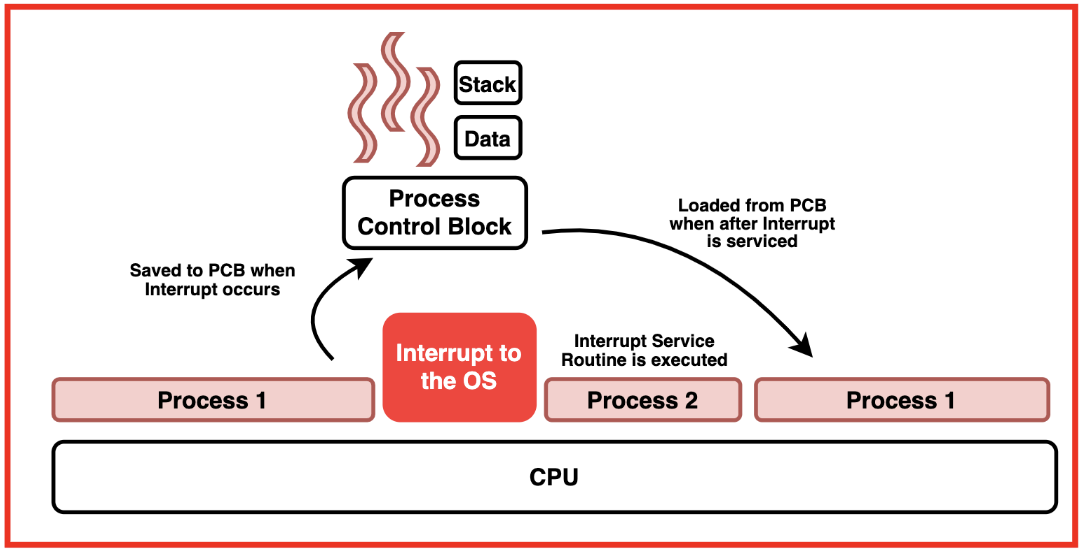 Stack
Data
Process
Control Block
Loaded from PCB
when after Interrupt
is serviced
Saved to PCB when
Interrupt occurs
Interrupt to
the OS
Interrupt Service
Routine is executed
Process 1
Process 2
Process 1
CPU